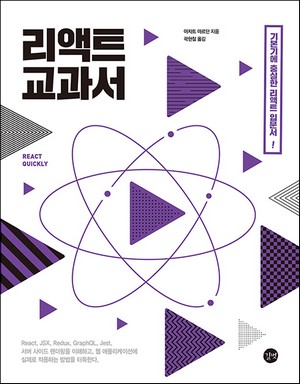 리액트
교과서
아자트 마르단 지음
곽현철 옮김
기본기에 충실한 리액트 입문서!
REACT
QUICKLY
React, JSX, Redux, GraphQL, Jest,
서버 사이드 렌더링을 이해하고, 웹 애플리케이션에
실제로 적용하는 방법을 터득한다.
길벗